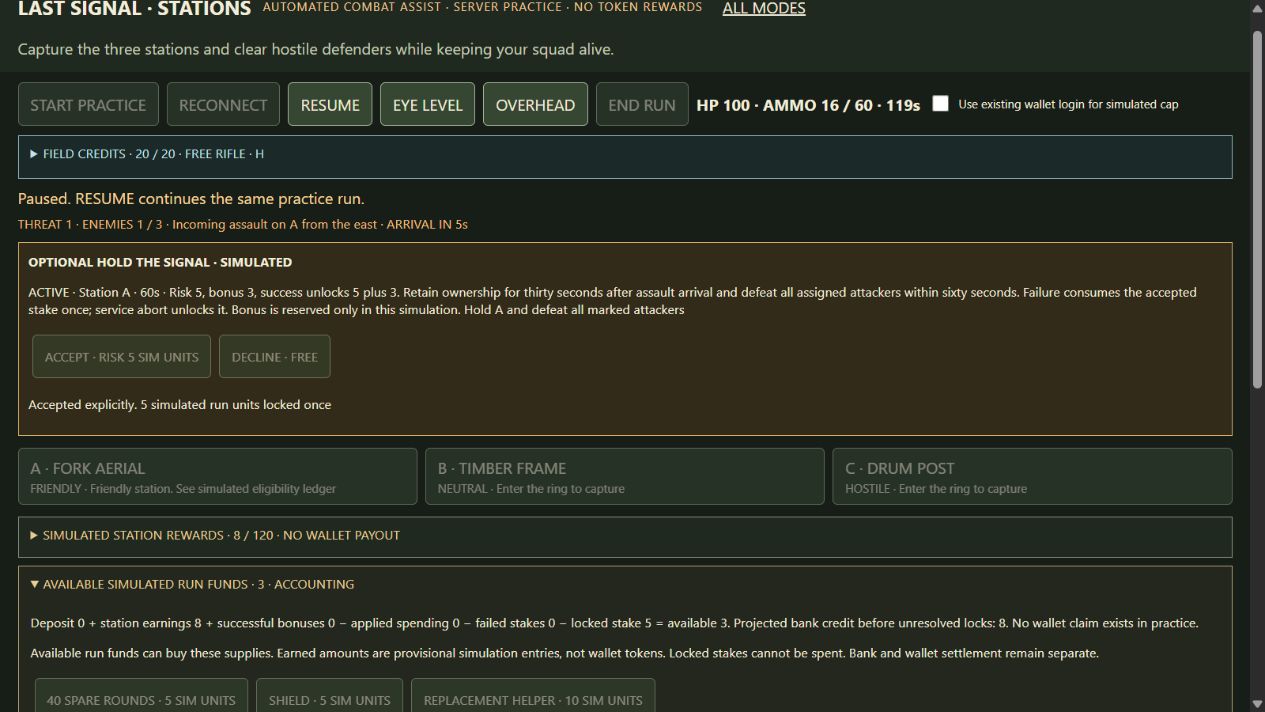 LAST SIGNAL · STATIONS AUTOMATED COMBAT ASSIST · SERVER PRACTICE · NO TOKEN REWARDS ALL MODES
Capture the three stations and clear hostile defenders while keeping your squad alive.
START PRACTICE RECONNECT RESUME EYE LEVEL OVERHEAD END RUN HP 100 · AMMO 16 / 60 · 119s Use existing wallet login for simulated cap
▶ FIELD CREDITS · 20 / 20 · FREE RIFLE · H
Paused. RESUME continues the same practice run.
THREAT 1 · ENEMIES 1 / 3 · Incoming assault on A from the east · ARRIVAL IN 5s
OPTIONAL HOLD THE SIGNAL · SIMULATED
ACTIVE · Station A · 60s · Risk 5, bonus 3, success unlocks 5 plus 3. Retain ownership for thirty seconds after assault arrival and defeat all assigned attackers within sixty seconds. Failure consumes the accepted
stake once; service abort unlocks it. Bonus is reserved only in this simulation. Hold A and defeat all marked attackers
ACCEPT · RISK 5 SIM UNITS DECLINE · FREE
Accepted explicitly. 5 simulated run units locked once
A · FORK AERIAL B · TIMBER FRAME C · DRUM POST
FRIENDLY · Friendly station. See simulated eligibility ledger NEUTRAL · Enter the ring to capture HOSTILE · Enter the ring to capture
▶ SIMULATED STATION REWARDS · 8 / 120 · NO WALLET PAYOUT
▼ AVAILABLE SIMULATED RUN FUNDS · 3 · ACCOUNTING
Deposit 0 + station earnings 8 + successful bonuses 0 − applied spending 0 − failed stakes 0 − locked stake 5 = available 3. Projected bank credit before unresolved locks: 8. No wallet claim exists in practice.
Available run funds can buy these supplies. Earned amounts are provisional simulation entries, not wallet tokens. Locked stakes cannot be spent. Bank and wallet settlement remain separate.
40 SPARE ROUNDS · 5 SIM UNITS SHIELD · 5 SIM UNITS REPLACEMENT HELPER · 10 SIM UNITS